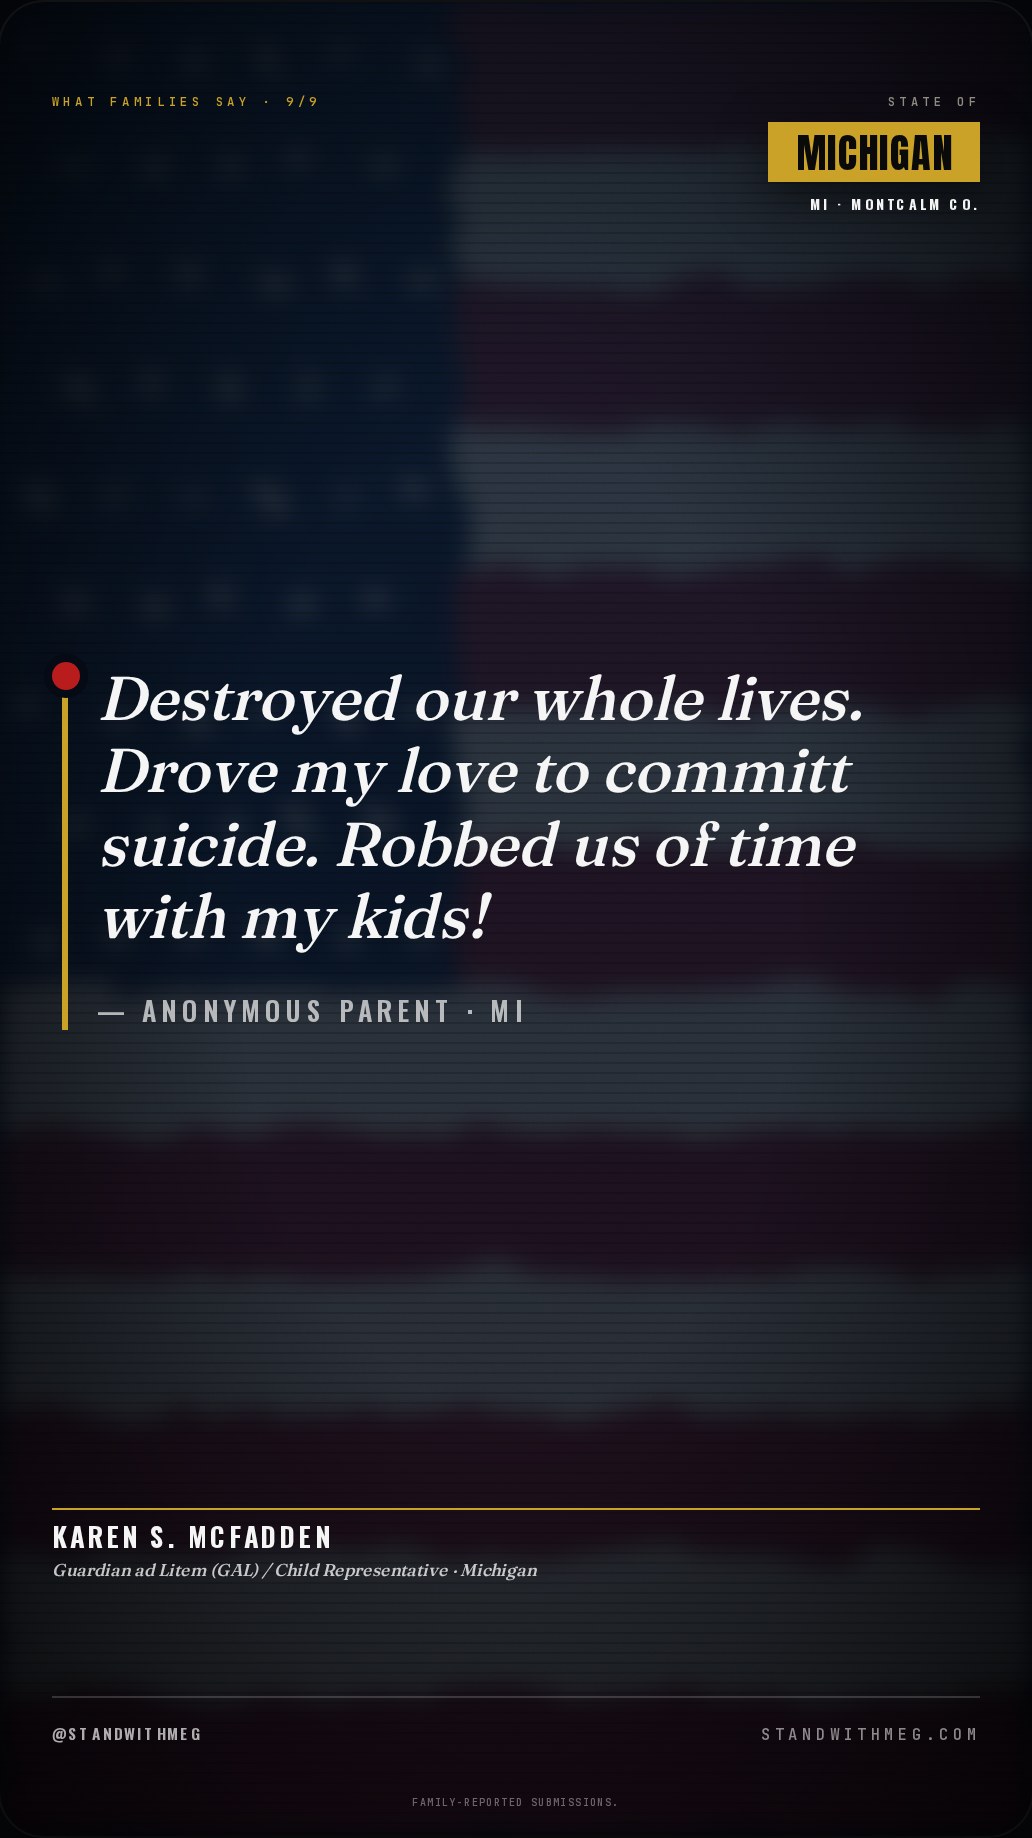 WHAT FAMILIES SAY · 9/9
STATE OF
MICHIGAN
MI · MONTCALM CO.
Destroyed our whole lives.
Drove my love to committ
suicide. Robbed us of time
with my kids!
— ANONYMOUS PARENT · MI
KAREN S. MCFADDEN
Guardian ad Litem (GAL) / Child Representative · Michigan
@STANDWITHMEG
STANDWITHMEG.COM
FAMILY-REPORTED SUBMISSIONS.